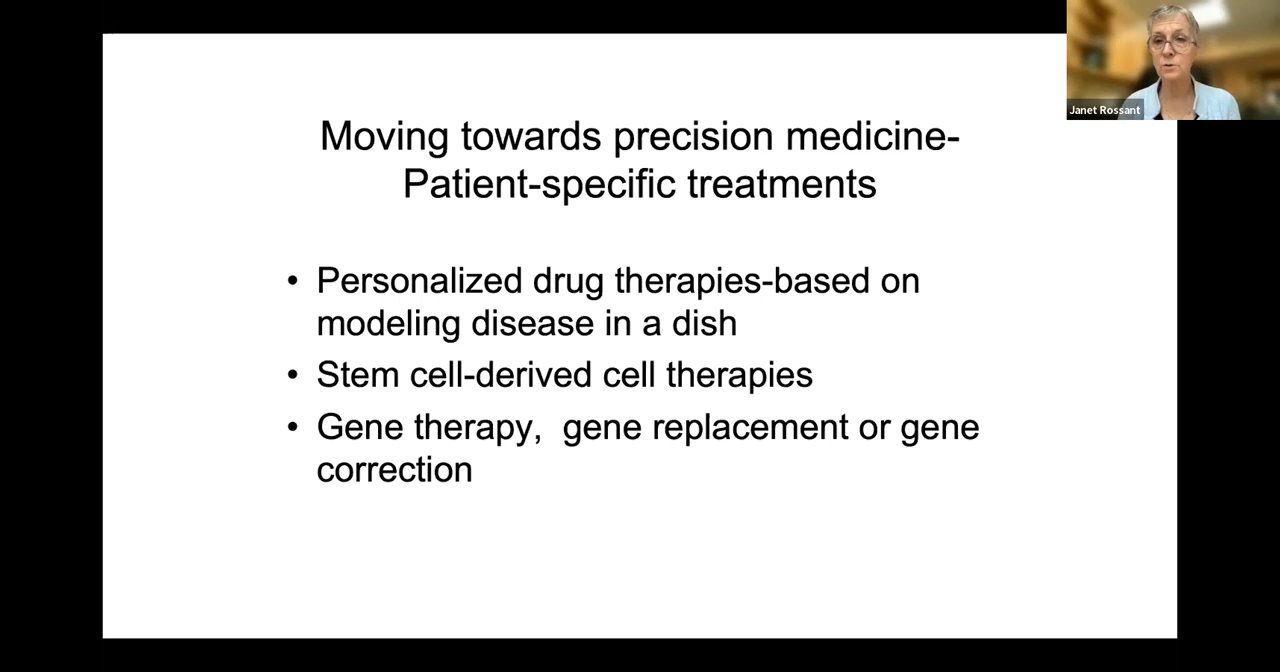 Janet Rossant
Moving towards precision medicine-
Patient-specific treatments
• Personalized drug therapies-based on
modeling disease in a dish
• Stem cell-derived cell therapies
• Gene therapy,  gene replacement or gene
correction